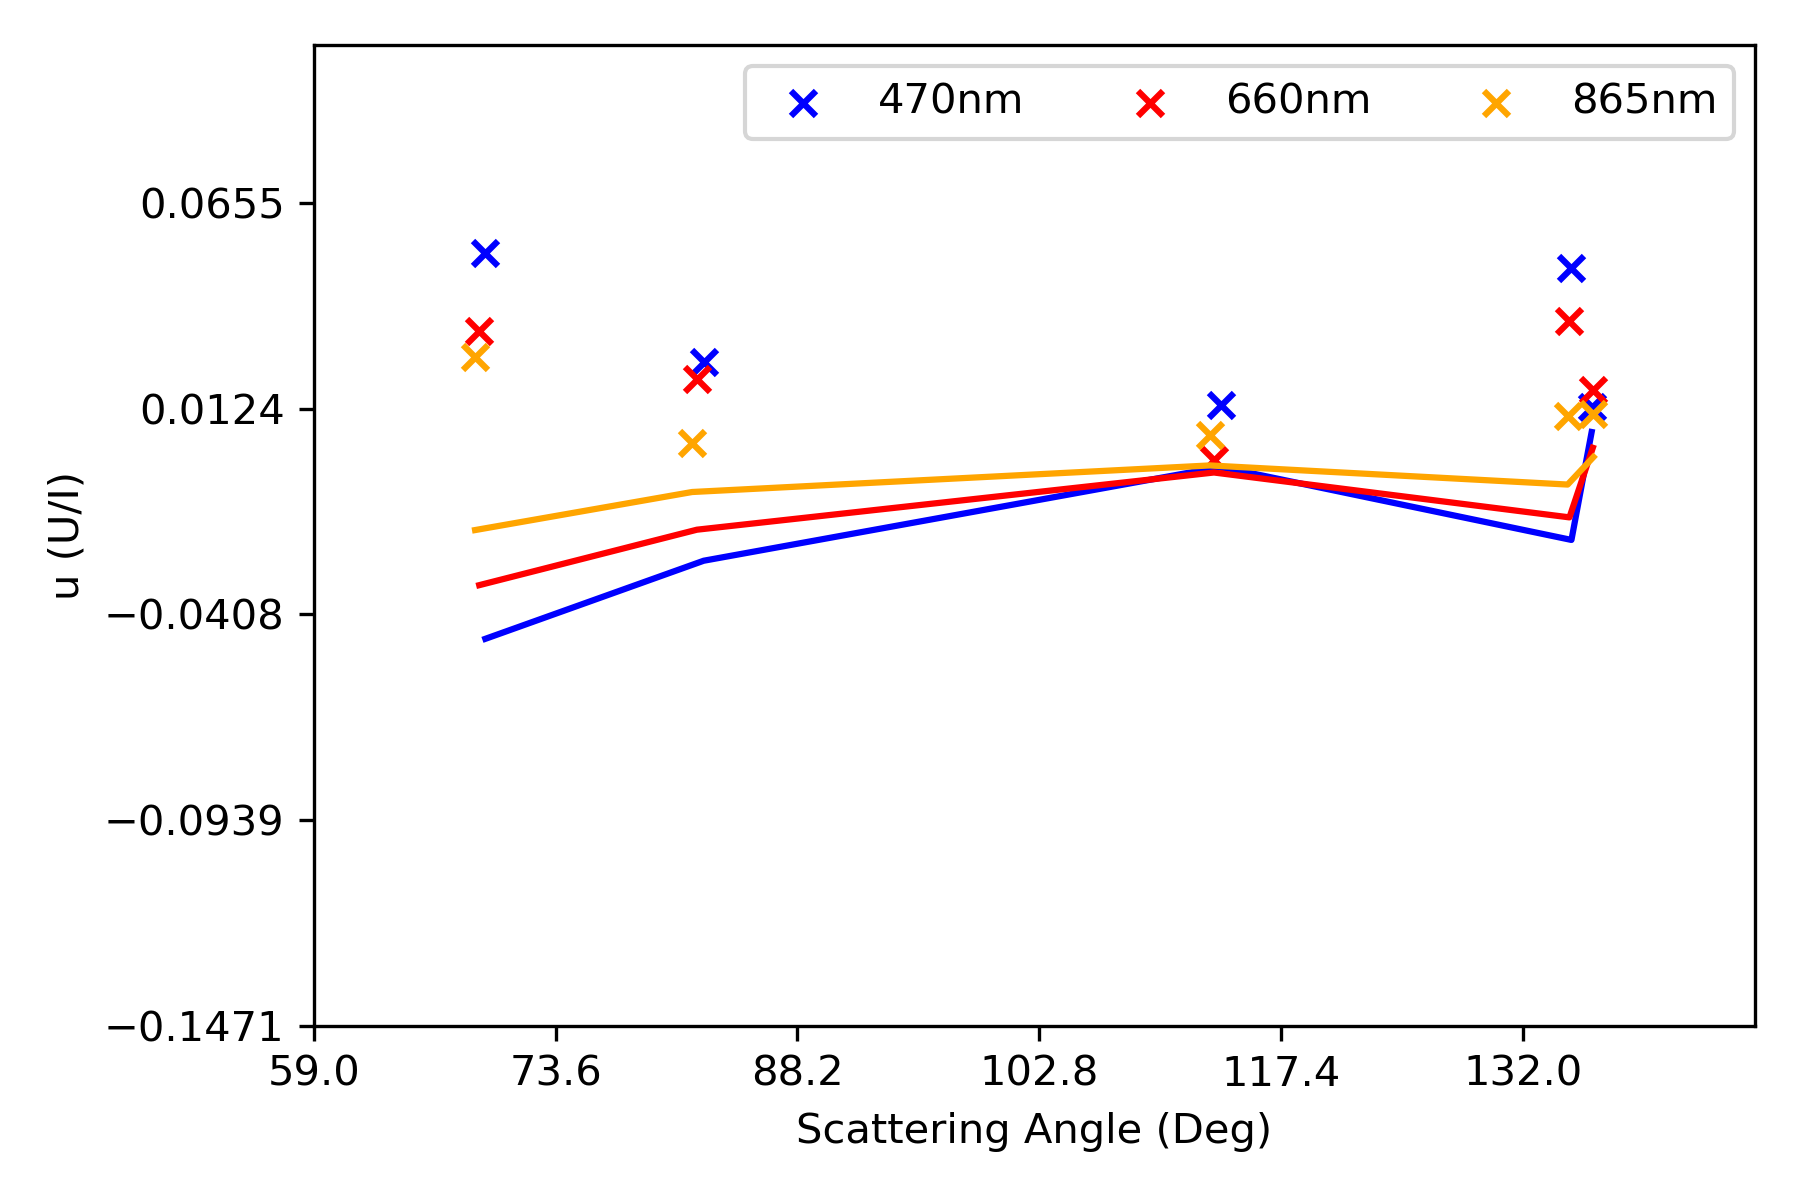 470nm 660nm 865nm
0.0655
0.0124
−0.0408
−0.0939
−0.1471
u (U/I)
59.0 73.6 88.2 102.8 117.4 132.0
Scattering Angle (Deg)